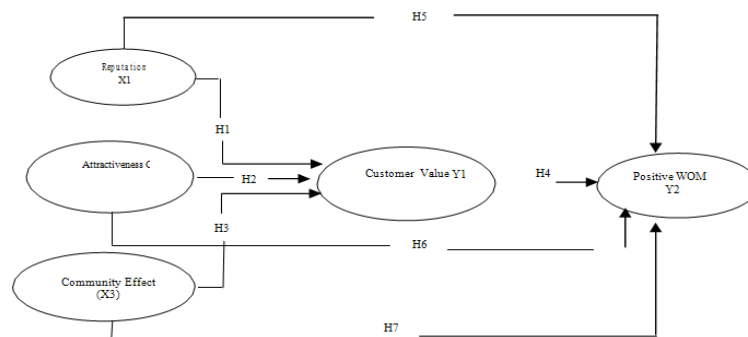 H5
Reputation
X1
H1
Attractiveness C
H2
Customer Value Y1
H4
Positive WOM
Y2
H3
H6
Community Effect
(X3)
H7